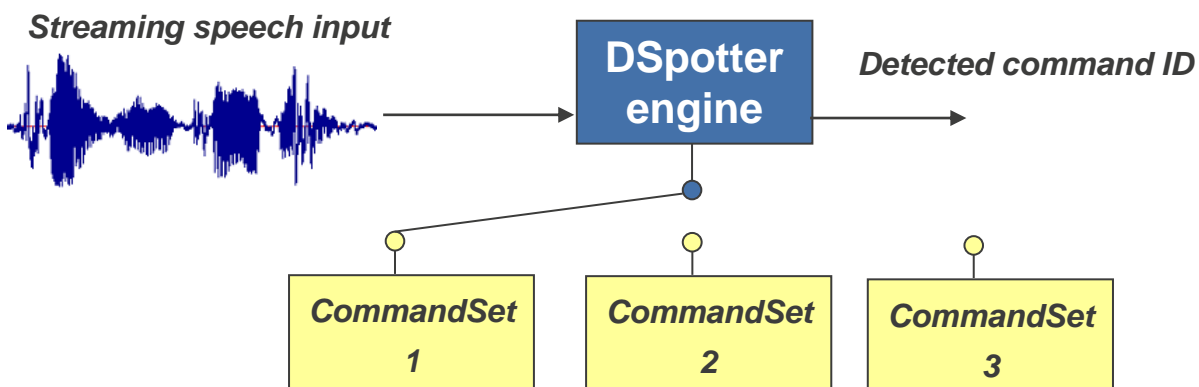 Streaming speech input
DSpotter
engine
Detected command ID
CommandSet
1
CommandSet
2
CommandSet
3